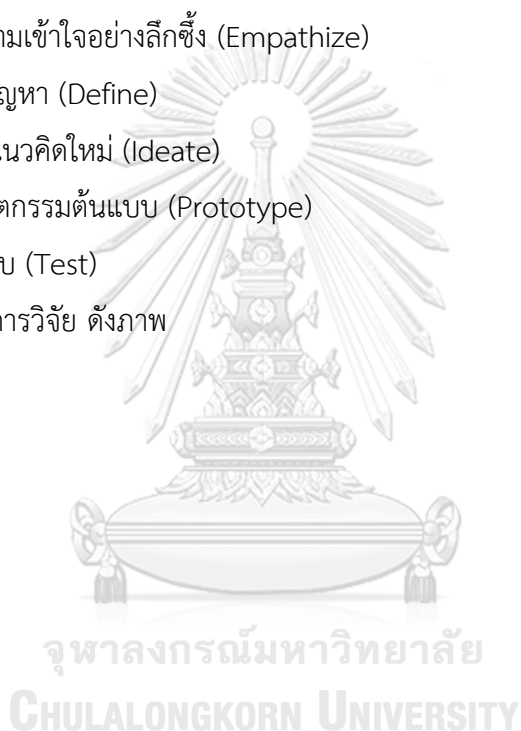 ามเข้าใจอย่างลึกซึ้ง (Empathize)
ญหา (Define)
นวคิดใหม่ (Ideate)
ตกรรมต้นแบบ (Prototype)
บ (Test)
ารวิจัย ดังภาพ
จุฬาลงกรณ์มหาวิทยาลัย
CHULALONGKORN UNIVERSITY